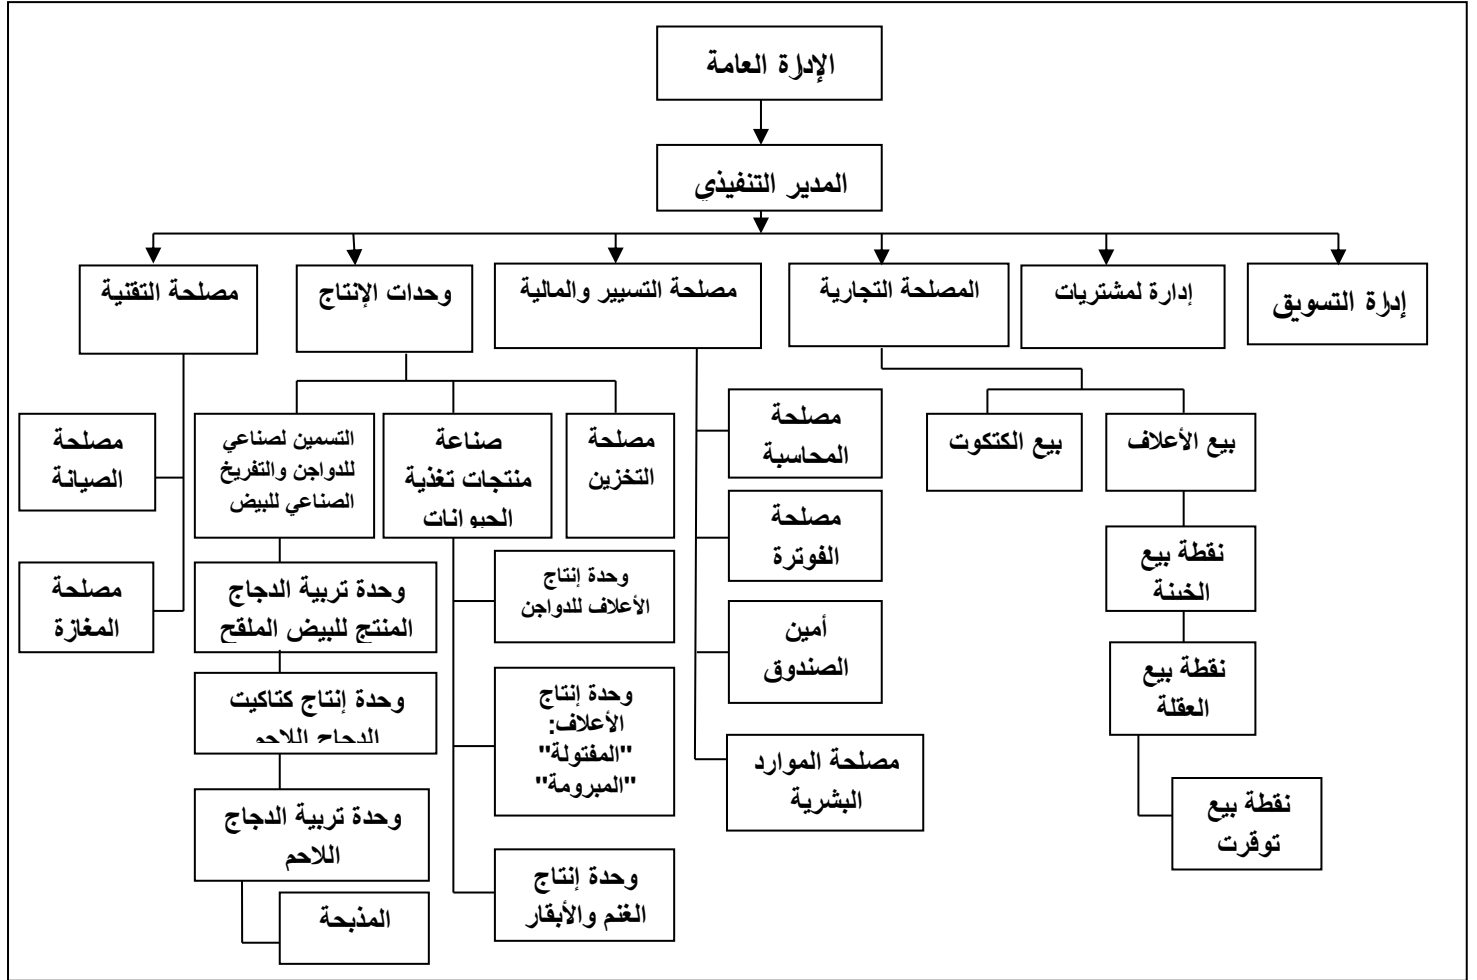 الإدارة العامة
المدير التنفيذي
إدارة التسويق
إدارة لمشتريات
المصلحة التجارية
مصلحة التسيير والمالية
وحدات الإنتاج
مصلحة التقنية
بيع الأعلاف
بيع الكتكوت
نقطة بيع
الخبنة
نقطة بيع
العقلة
نقطة بيع
توقرت
مصلحة
المحاسبة
مصلحة
الفوترة
أمين
الصندوق
مصلحة الموارد
البشرية
مصلحة
التخزين
صناعة
منتجات تغذية
الحيوانات
وحدة إنتاج
الأعلاف للدواجن
وحدة إنتاج
الأعلاف:
"المفتولة"
"المبرومة"
وحدة إنتاج
الغنم والأبقار
التسمين لصناعي
للدواجن والتفريخ
الصناعي للبيض
وحدة تربية الدجاج
المنتج للبيض الملقح
وحدة إنتاج كتاكيت
الدجاج اللاحم
وحدة تربية الدجاج
اللاحم
المذبحة
مصلحة
الصيانة
مصلحة
المغازة